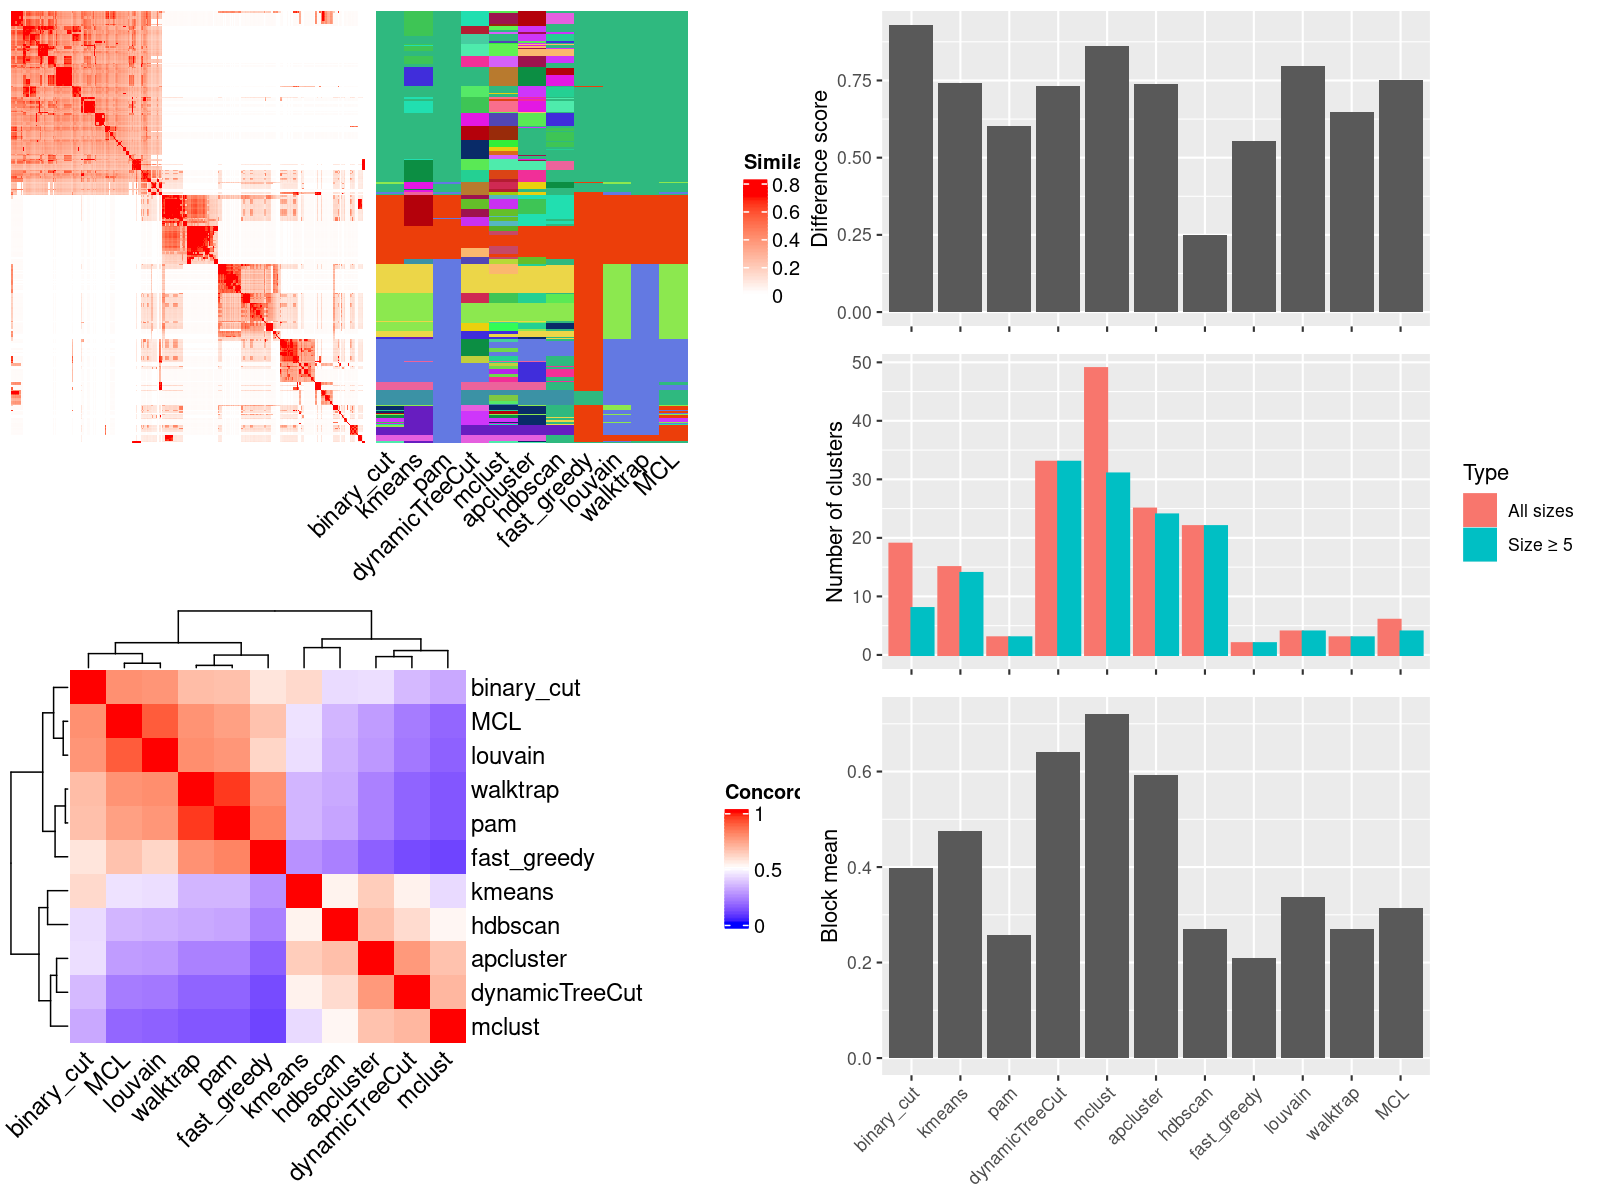 Simila
0.8
0.6
0.4
0.2
0
binary_cut
kmeans
pam
dynamicTreeCut
mclust
apcluster
hdbscan
fast_greedy
louvain
walktrap
MCL
Difference score
0.75
0.50
0.25
0.00
Number of clusters
50
40
30
20
10
0
Type
All sizes
Size ≥ 5
binary_cut
MCL
louvain
walktrap
pam
fast_greedy
kmeans
hdbscan
apcluster
dynamicTreeCut
mclust
binary_cut
MCL
louvain
walktrap
pam
fast_greedy
kmeans
hdbscan
apcluster
dynamicTreeCut
mclust
Concord
1
0.5
0
Block mean
0.6
0.4
0.2
0.0
binary_cut
kmeans
pam
dynamicTreeCut
mclust
apcluster
hdbscan
fast_greedy
louvain
walktrap
MCL